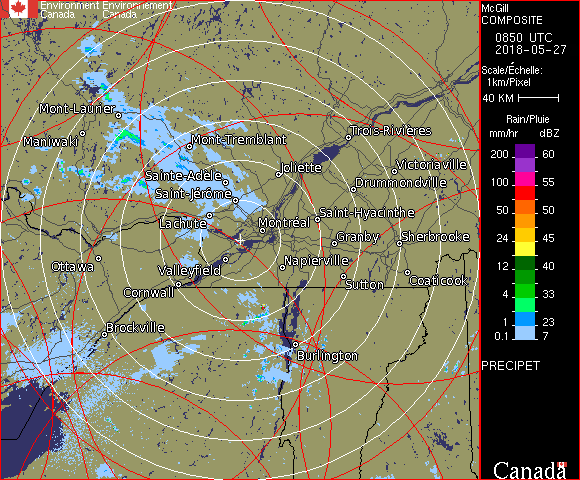 Environment Environnement
Canada Canada
McGill
COMPOSITE
0850 UTC
2018-05-27
Scale/Échelle:
1km/Pixel
40 KM
Rain/Pluie
mm/hr dBZ
200 60
150 57
100 55
50 50
24 45
12 40
4 33
1 23
0.1 7
PRECIPET
Canada
Mont-Laurier
Maniwaki
Mont-Tremblant
Trois-Rivières
Joliette
Victoriaville
Sainte-Adèle
Drummondville
Saint-Jérôme
Saint-Hyacinthe
Lachute
Montréal
Granby
Sherbrooke
Ottawa
Valleyfield
Napierville
Coaticook
Sutton
Cornwall
Brockville
Burlington